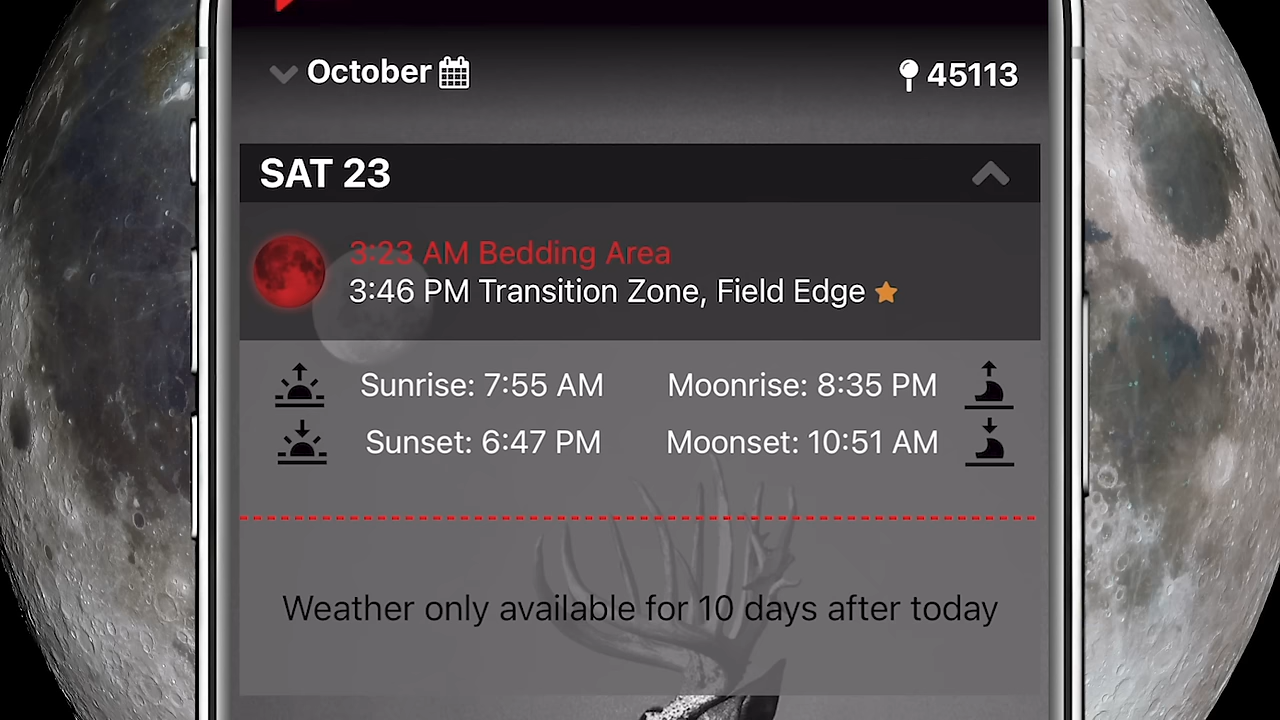 October 45113
SAT 23
3:23 AM Bedding Area
3:46 PM Transition Zone, Field Edge
Sunrise: 7:55 AM Moonrise: 8:35 PM
Sunset: 6:47 PM Moonset: 10:51 AM
Weather only available for 10 days after today